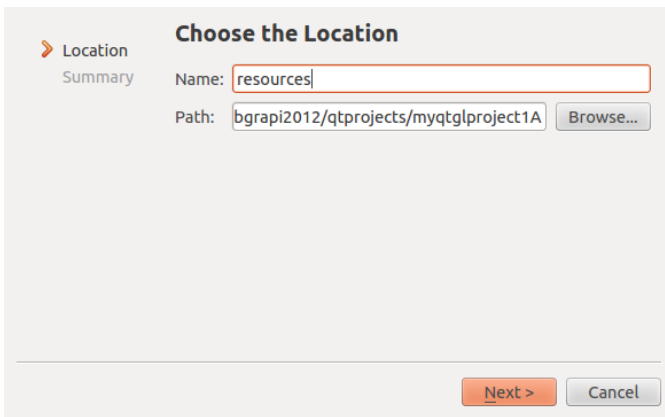 Choose the Location
Location
Summary
Name: resources
Path: bgrapi2012/qtprojects/myqtglproject1A Browse...
Next > Cancel